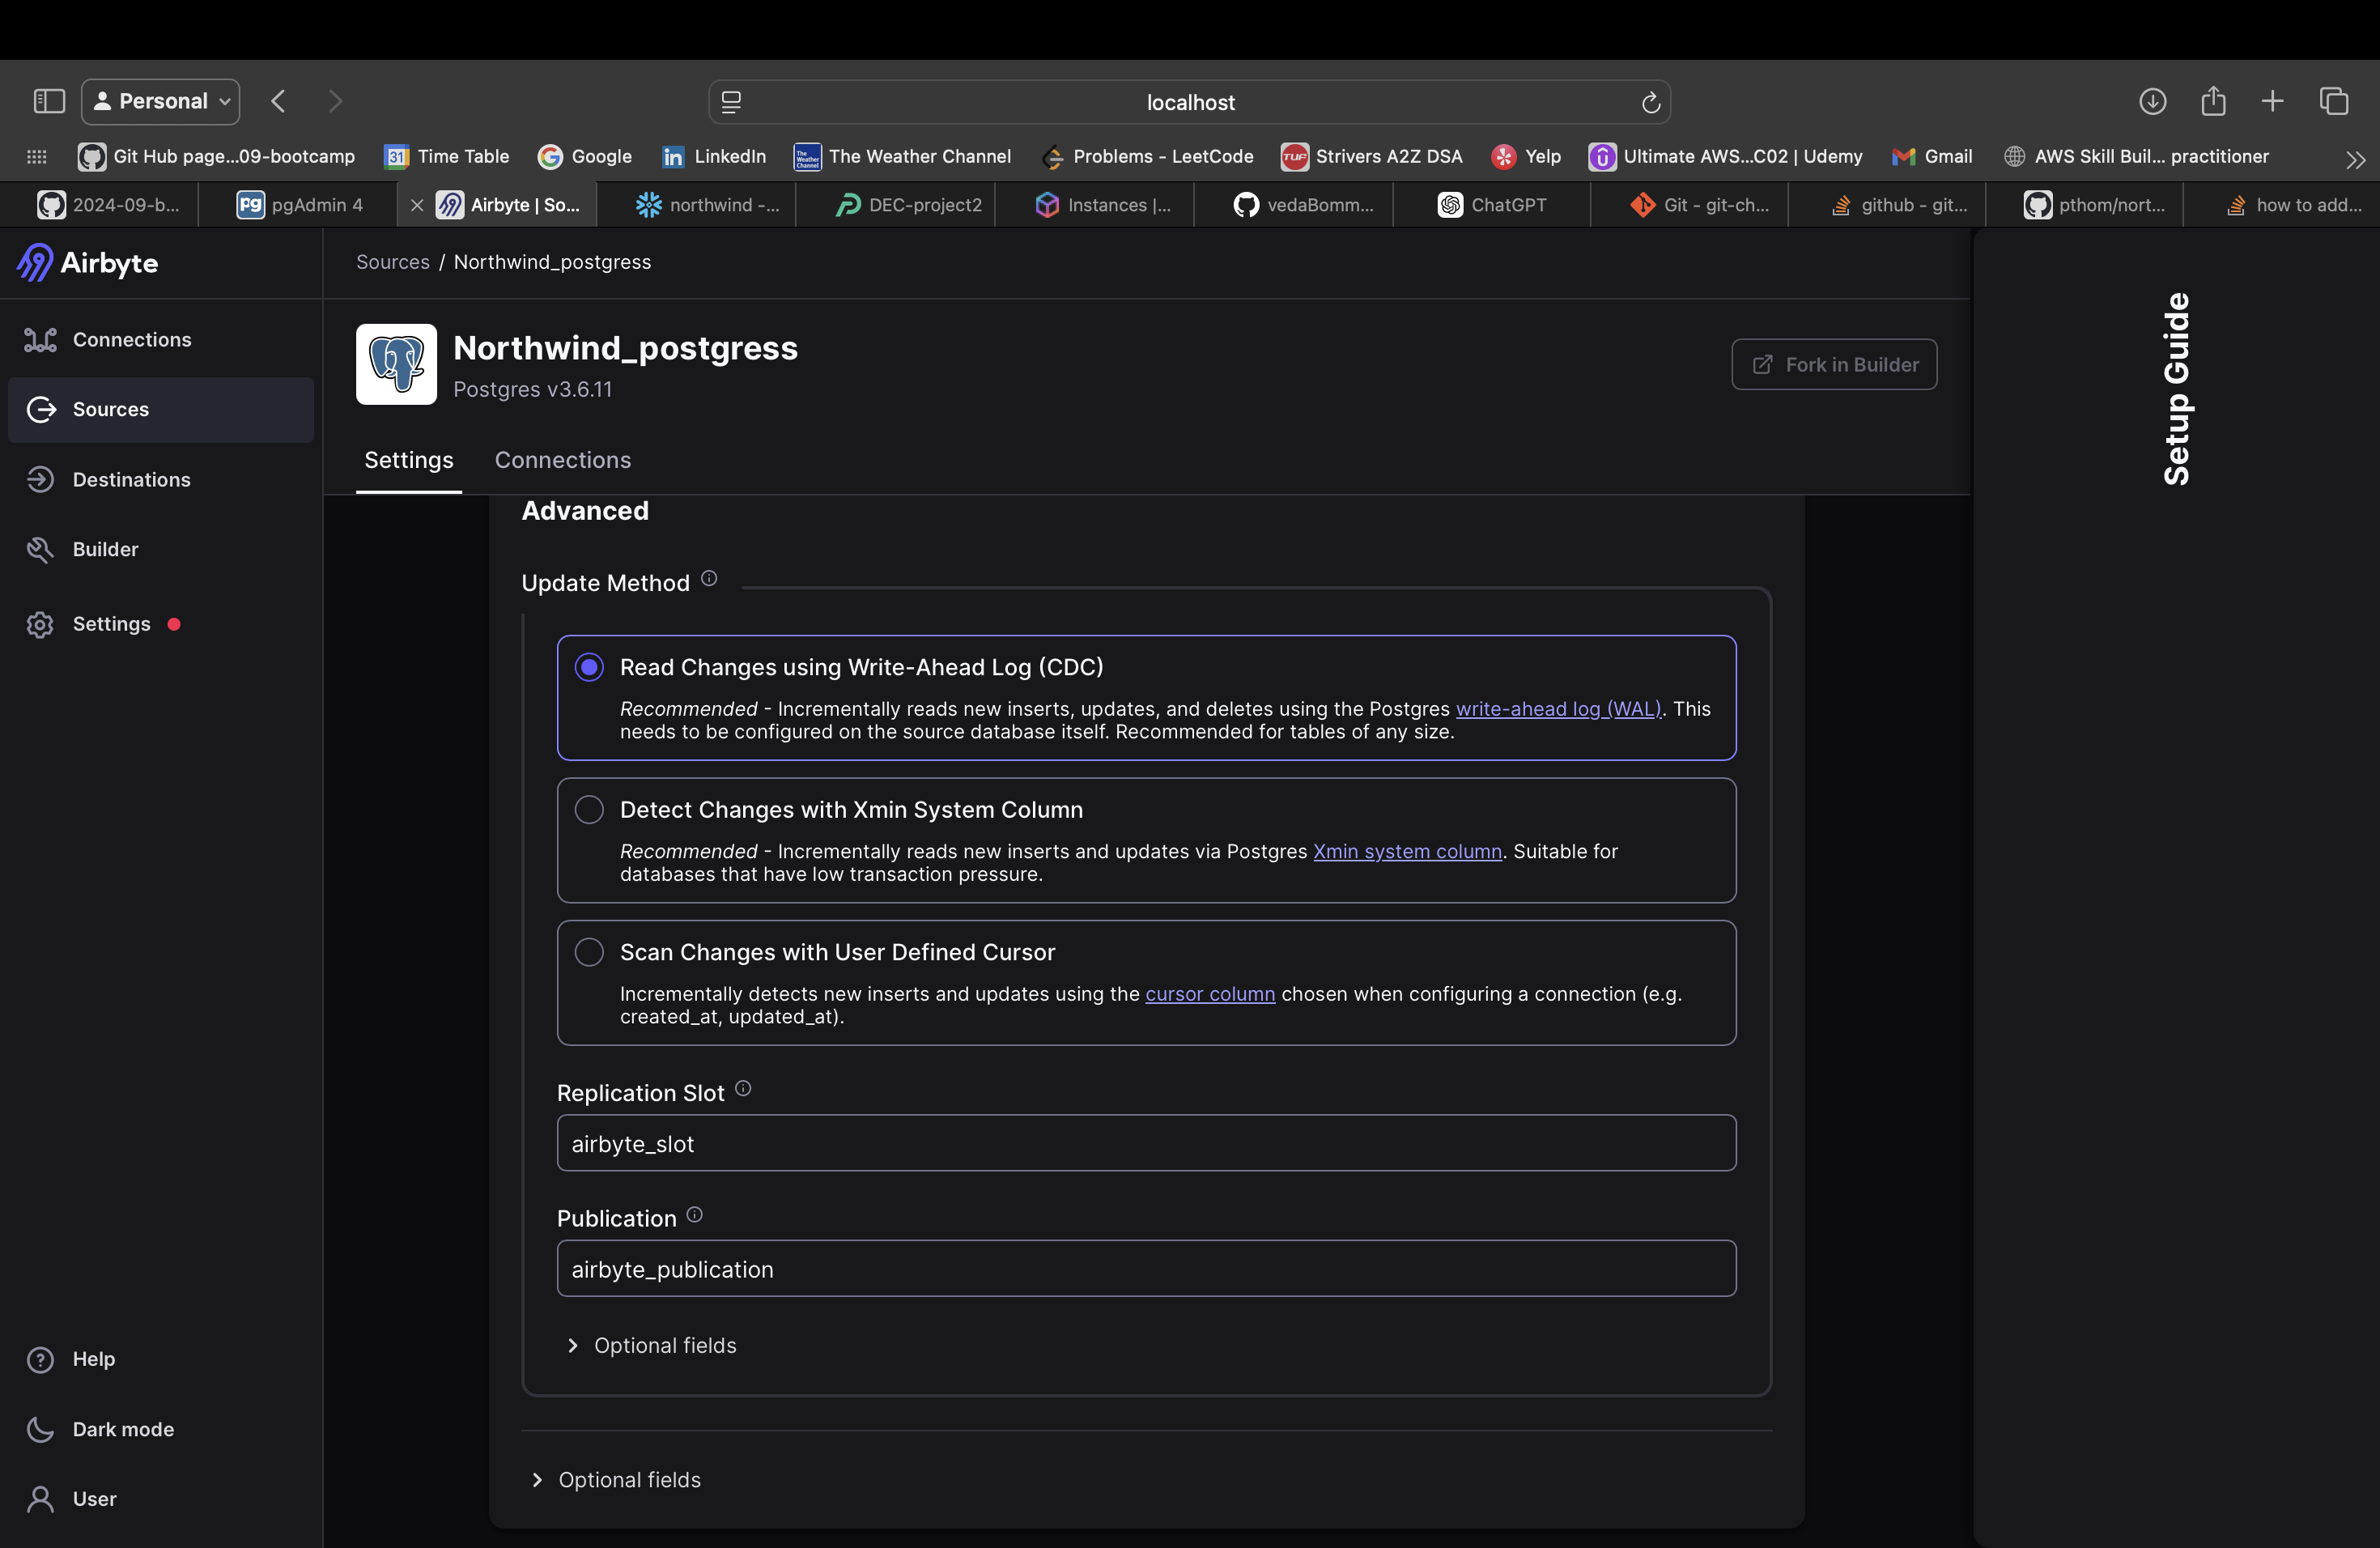 Personal
localhost
Git Hub page...09-bootcamp
31 Time Table
Google
LinkedIn
The Weather Channel The Weather Channel
Problems - LeetCode
TUF Strivers A2Z DSA
Yelp
Ultimate AWS...C02 | Udemy
Gmail
AWS Skill Buil... practitioner
2024-09-b...
pgAdmin 4
Airbyte | So...
northwind -...
DEC-project2
Instances |...
vedaBomm...
ChatGPT
Git - git-ch...
github - git...
pthom/nort...
how to add...
Airbyte
Connections
Sources
Destinations
Builder
Settings
Help
Dark mode
User
Sources / Northwind_postgress
Northwind_postgress
Postgres v3.6.11
Fork in Builder
Settings Connections
Advanced
Update Method
Read Changes using Write-Ahead Log (CDC)
Recommended - Incrementally reads new inserts, updates, and deletes using the Postgres write-ahead log (WAL). This
needs to be configured on the source database itself. Recommended for tables of any size.
Detect Changes with Xmin System Column
Recommended - Incrementally reads new inserts and updates via Postgres Xmin system column. Suitable for
databases that have low transaction pressure.
Scan Changes with User Defined Cursor
Incrementally detects new inserts and updates using the cursor column chosen when configuring a connection (e.g.
created_at, updated_at).
Replication Slot
airbyte_slot
Publication
airbyte_publication
Optional fields
Optional fields
Setup Guide